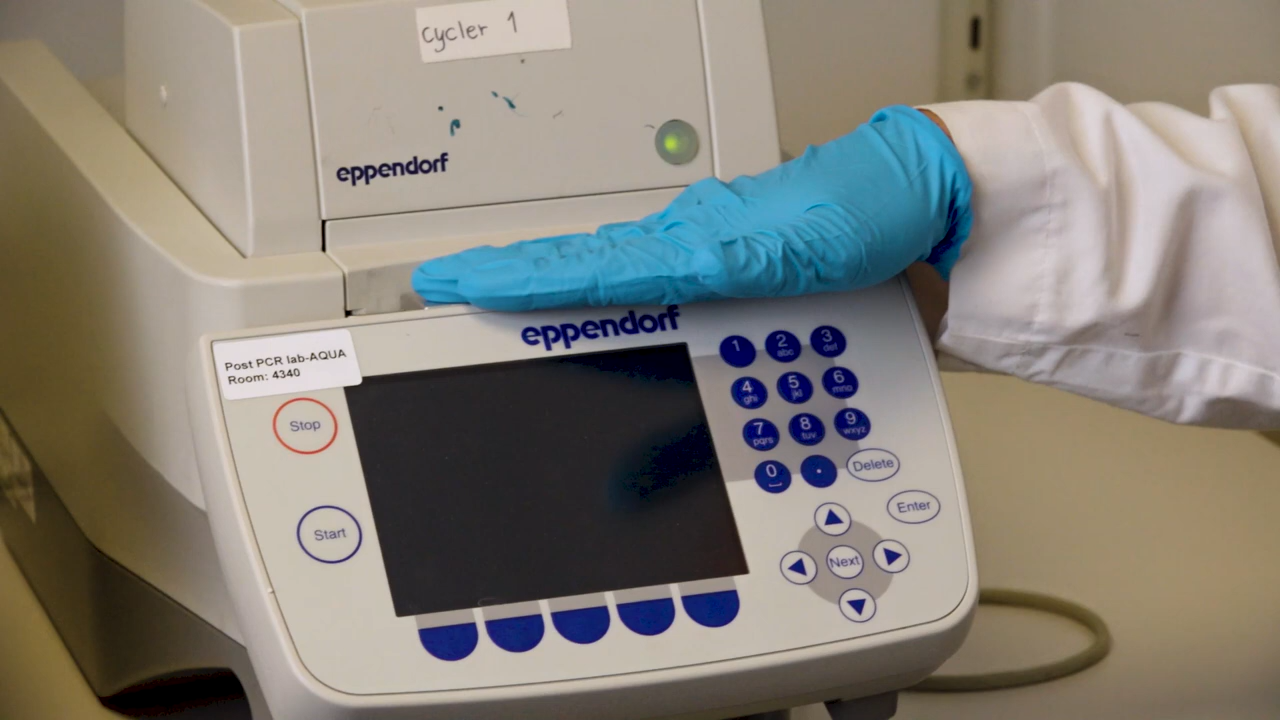 cycler 1
eppendorf
eppendorf
Post PCR lab-AQUA
Room: 4340
Stop
Start
1
2
abc
3
def
4
ghi
5
jkl
6
mno
7
pqrs
8
tuv
9
wxyz
0
.
Delete
Enter
Next